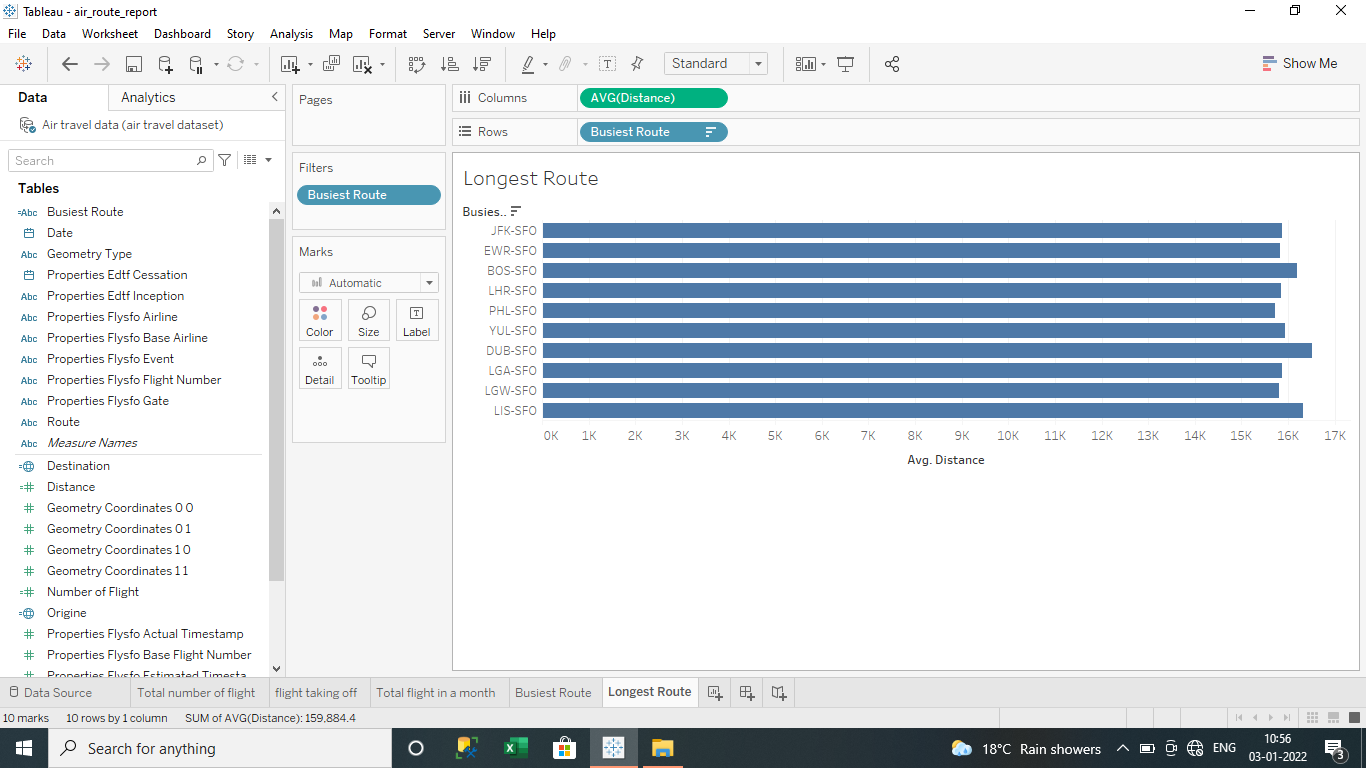 Tableau - air_route_report
File Data Worksheet Dashboard Story Analysis Map Format Server Window Help
Standard
Show Me
Data Analytics
Air travel data (air travel dataset)
Search
Tables
Abc Busiest Route
Date
Abc Geometry Type
Properties Edtf Cessation
Abc Properties Edtf Inception
Abc Properties Flysfo Airline
Abc Properties Flysfo Base Airline
Abc Properties Flysfo Event
Abc Properties Flysfo Flight Number
Abc Properties Flysfo Gate
Abc Route
Abc Measure Names
Destination
Distance
Geometry Coordinates 0 0
Geometry Coordinates 0 1
Geometry Coordinates 1 0
Geometry Coordinates 1 1
Number of Flight
Origine
Properties Flysfo Actual Timestamp
Properties Flysfo Base Flight Number
Properties Flysfo Estimated Timesta
Pages
Filters
Busiest Route
Marks
Automatic
Color Size Label
Detail Tooltip
Columns AVG(Distance)
Rows Busiest Route
Longest Route
Busies..
JFK-SFO
EWR-SFO
BOS-SFO
LHR-SFO
PHL-SFO
YUL-SFO
DUB-SFO
LGA-SFO
LGW-SFO
LIS-SFO
0K 1K 2K 3K 4K 5K 6K 7K 8K 9K 10K 11K 12K 13K 14K 15K 16K 17K
Avg. Distance
Data Source Total number of flight flight taking off Total flight in a month Busiest Route Longest Route
10 marks 10 rows by 1 column SUM of AVG(Distance): 159,884.4
Search for anything
18°C Rain showers
ENG
10:56
03-01-2022
3